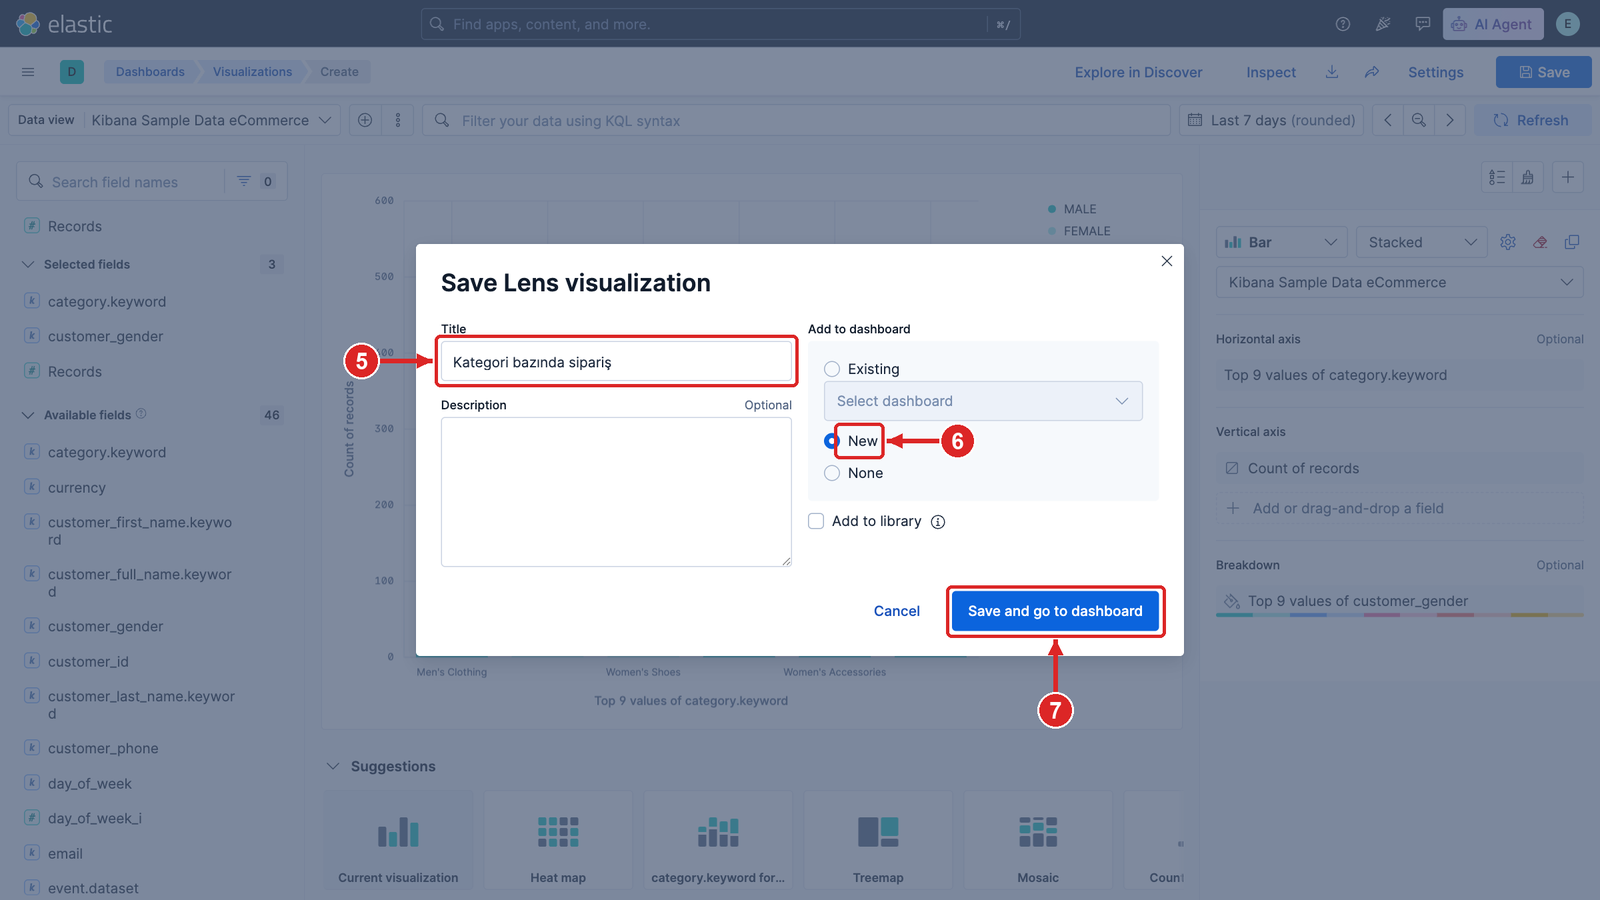 elastic
Find apps, content, and more.
⌘/
AI Agent
E
D
Dashboards
Visualizations
Create
Explore in Discover
Inspect
Settings
Save
Data view
Kibana Sample Data eCommerce
Filter your data using KQL syntax
Last 7 days (rounded)
Refresh
Search field names
0
Records
Selected fields
3
category.keyword
customer_gender
Records
Available fields
46
category.keyword
currency
customer_first_name.keywo
rd
customer_full_name.keywor
d
customer_gender
customer_id
customer_last_name.keywor
d
customer_phone
day_of_week
day_of_week_i
email
event.dataset
600
500
00
300
200
100
0
Count of records
MALE
FEMALE
Men's Clothing
Women's Shoes
Women's Accessories
Top 9 values of category.keyword
Save Lens visualization
Title
5
Kategori bazında sipariş
Description
Optional
Add to dashboard
Existing
Select dashboard
New
6
None
Add to library
Cancel
Save and go to dashboard
7
Suggestions
Current visualization
Heat map
category.keyword for...
Treemap
Mosaic
Count
Bar
Stacked
Kibana Sample Data eCommerce
Horizontal axis
Optional
Top 9 values of category.keyword
Vertical axis
Count of records
Add or drag-and-drop a field
Breakdown
Optional
Top 9 values of customer_gender